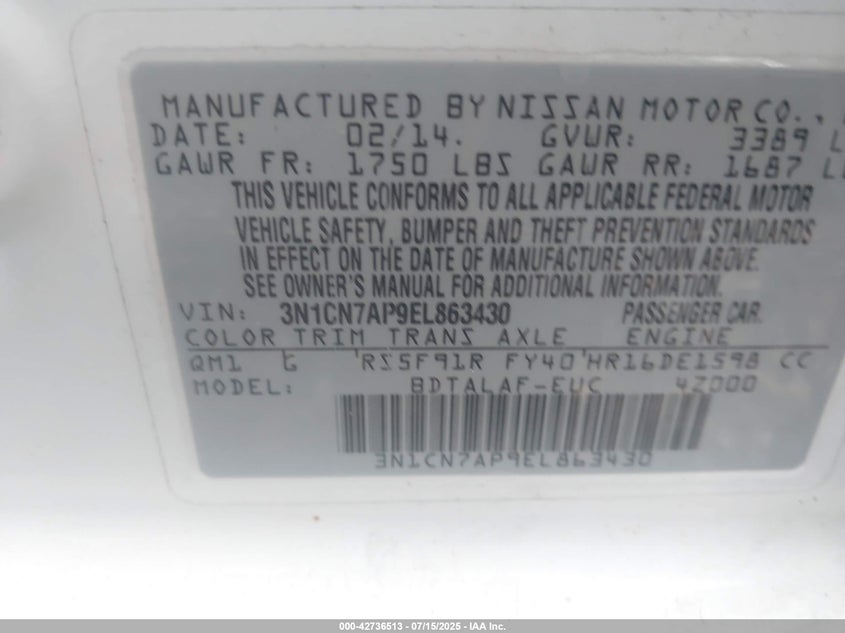 MANUFACTURED BY NISSAN MOTOR CO.,
DATE: 02/14. GVWR: 3389 L
GAWR FR: 1750 LBS GAWR RR: 1687 L
THIS VEHICLE CONFORMS TO ALL APPLICABLE FEDERAL MOTOR
VEHICLE SAFETY, BUMPER AND THEFT PREVENTION STANDARDS
IN EFFECT ON THE DATE OF MANUFACTURE SHOWN ABOVE.
SEE OWNER'S MANUAL FOR ADDITIONAL INFORMATION.
VIN: 3N1CN7AP9EL863430 PASSENGER CAR.
COLOR TRIM TRANS AXLE ENGINE
QM1 G RS5F91R FY40 HR16DE1598 CC
MODEL: BDTALAF-EUC 4Z000
3N1CN7AP9EL863430
000-42736513 - 07/15/2025 - IAA Inc.